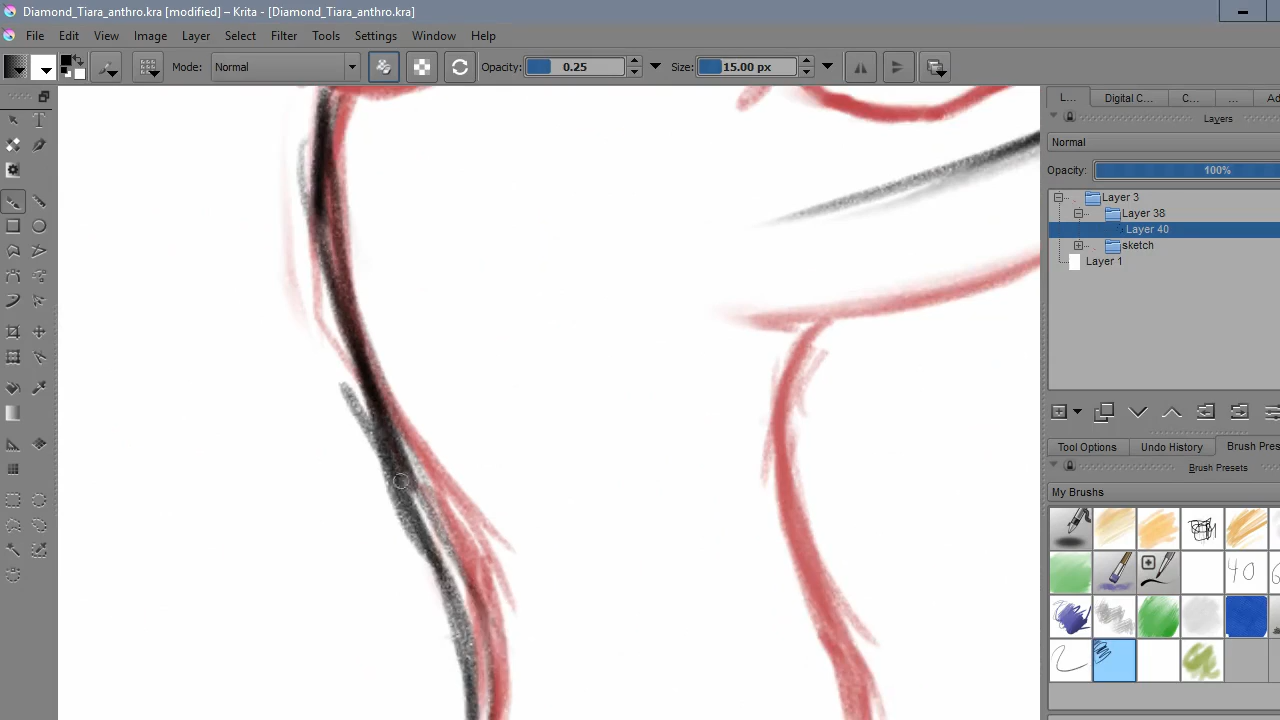 Diamond_Tiara_anthro.kra [modified] – Krita - [Diamond_Tiara_anthro.kra]
File Edit View Image Layer Select Filter Tools Settings Window Help
Mode: Normal Opacity: 0.25 Size: 15.00 px
L... Digital C... C... ... Ad
Layers
Normal
Opacity: 100%
Layer 3
Layer 38
Layer 40
sketch
Layer 1
Tool Options Undo History Brush Pres
Brush Presets
My Brushes
40